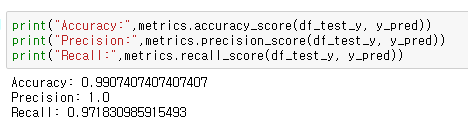 print("Accuracy:",metrics.accuracy_score(df_test_y, y_pred))
print("Precision:",metrics.precision_score(df_test_y, y_pred))
print("Recall:",metrics.recall_score(df_test_y, y_pred))
Accuracy: 0.9907407407407407
Precision: 1.0
Recall: 0.971830985915493